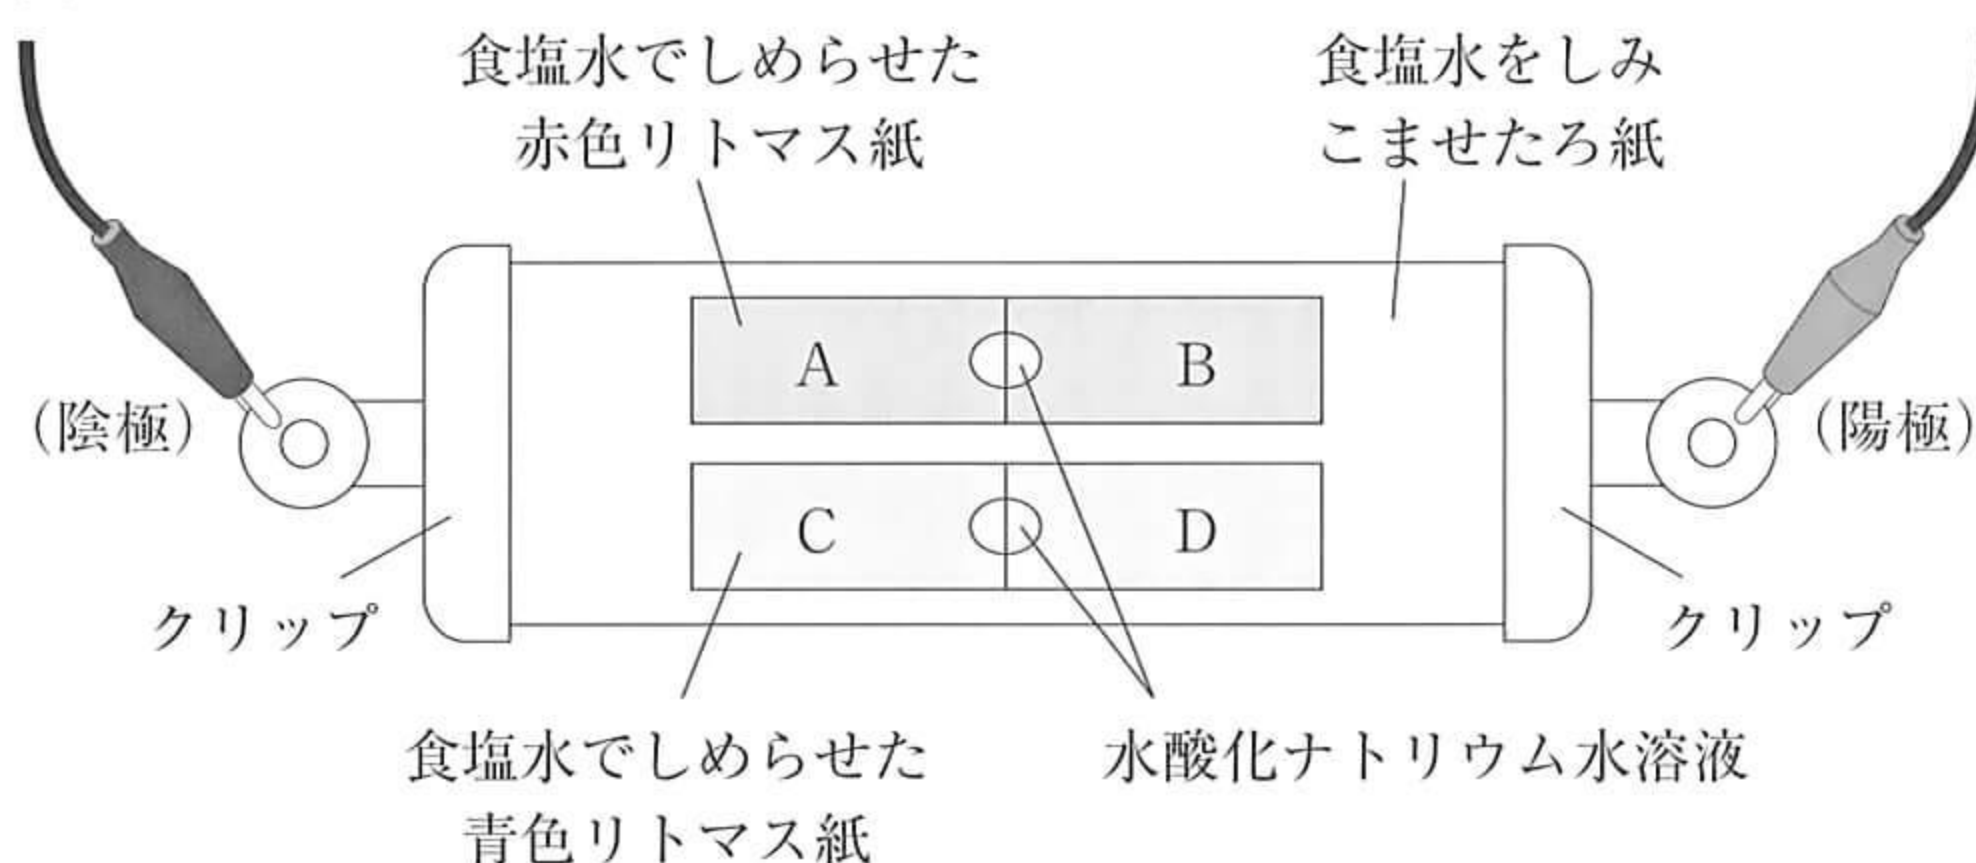 食塩水でしめらせた
赤色リトマス紙
食塩水をしみ
こませたろ紙
A
B
(陰極)
(陽極)
C
D
クリップ
クリップ
食塩水でしめらせた
青色リトマス紙
水酸化ナトリウム水溶液